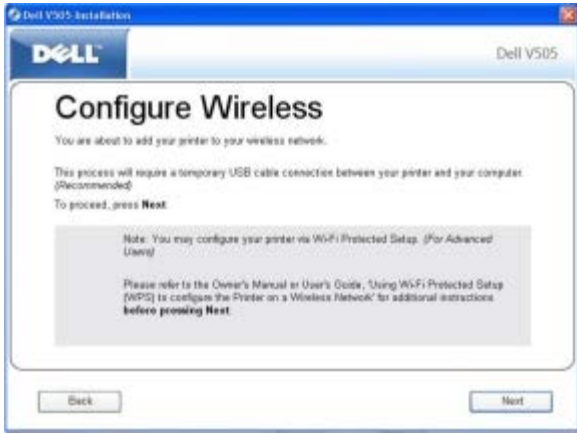 Dell V505 Installation
DELL
Dell V505
Configure Wireless
You are about to add your printer to your wireless network.
This process will require a temporary USB cable connection between your printer and your computer.
(Recommended)
To proceed, press Next
Note: You may configure your printer via Wi-Fi Protected Setup. (For Advanced
Users)
Please refer to the Owner's Manual or User's Guide, 'Using Wi-Fi Protected Setup
(WPS) to configure the Printer on a Wireless Network' for additional instructions
before pressing Next.
Back
Next